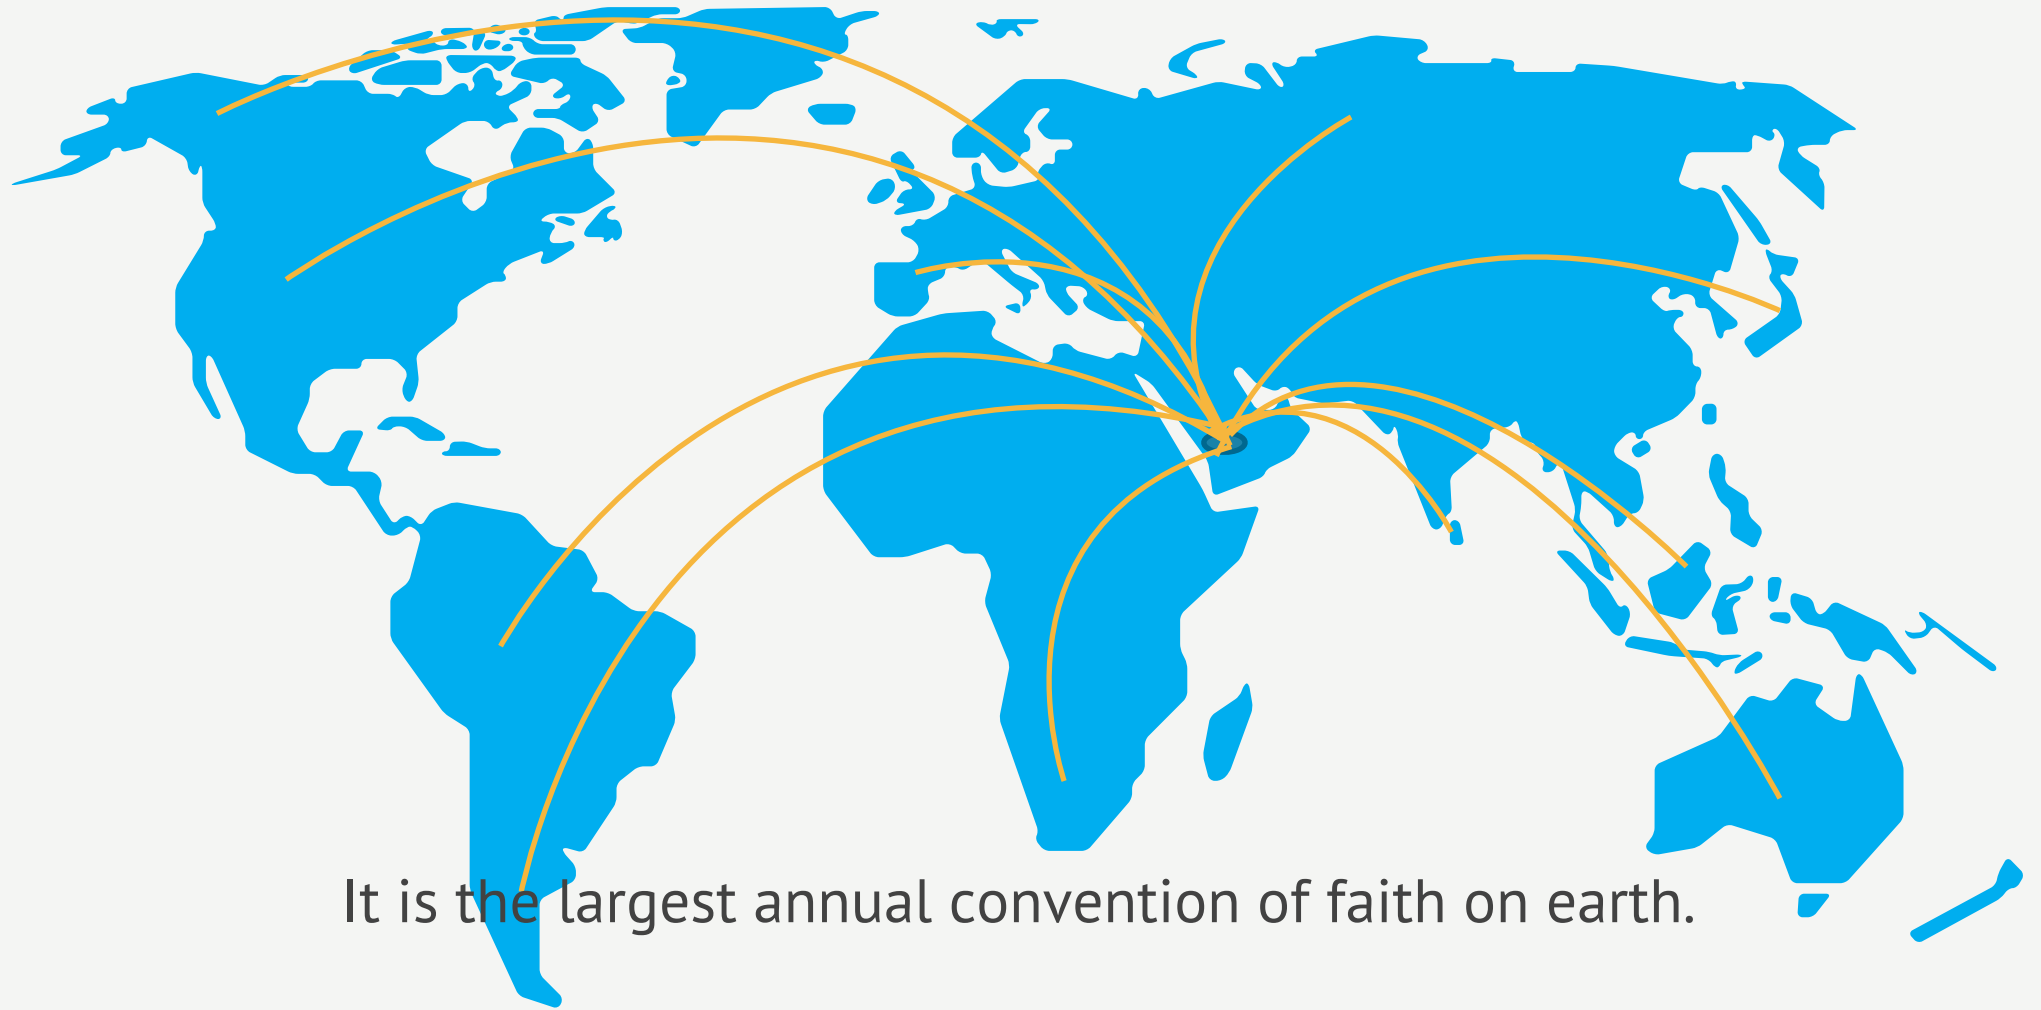 It is the largest annual convention of faith on earth.